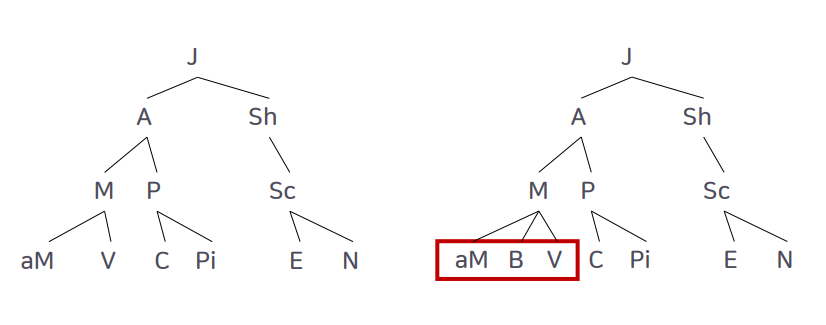 J J
A Sh A Sh
M P Sc M P Sc
aM V C Pi E N aM B V C Pi E N